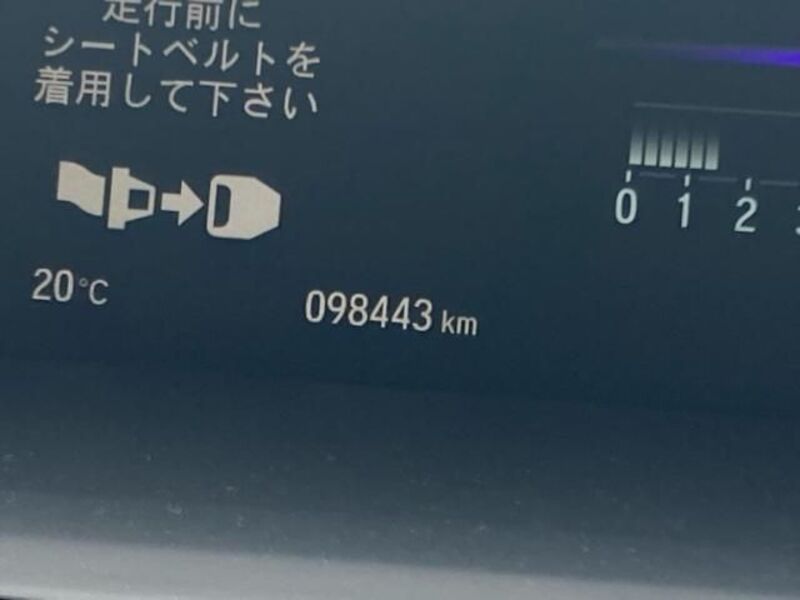 走行前に
シートベルトを
着用して下さい
0 1 2
20°C
098443 km